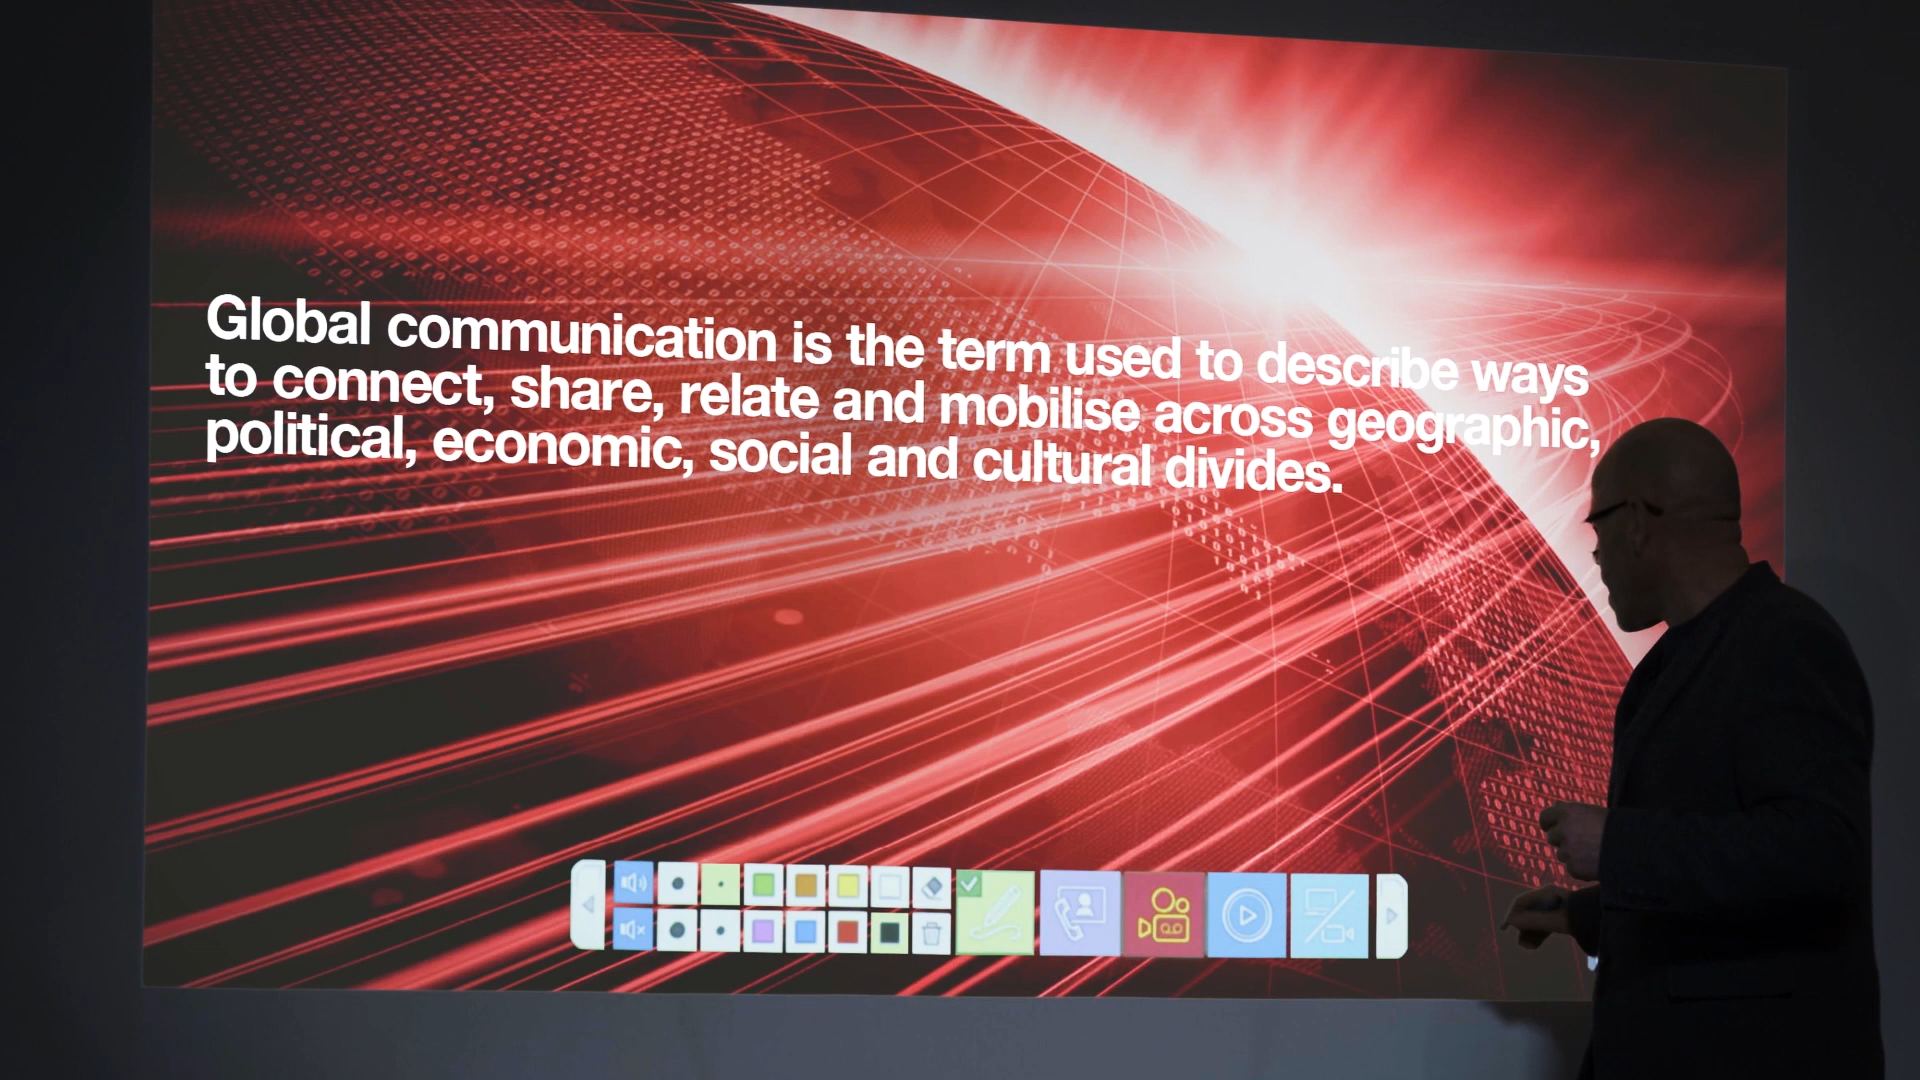 Global communication is the term used to describe ways
to connect, share, relate and mobilise across geographic,
political, economic, social and cultural divides.